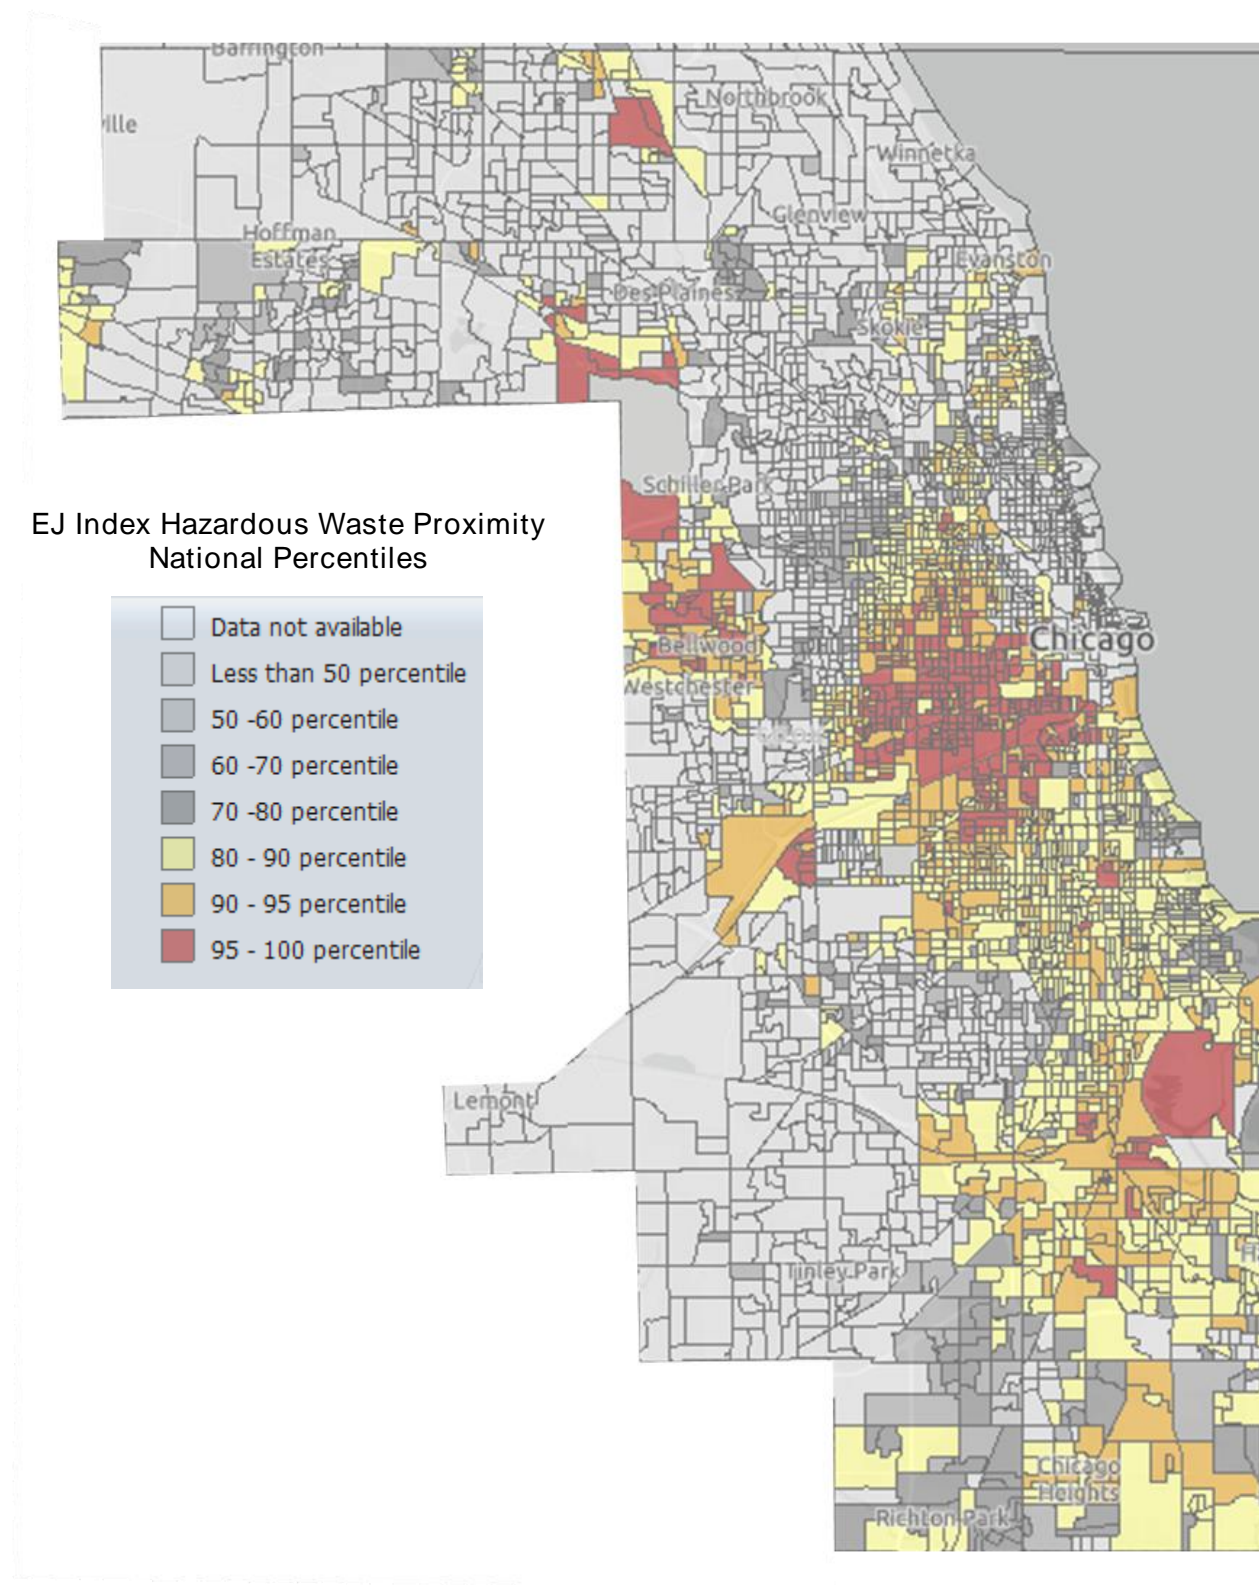 Barrington
Northbrook
ville
Winnetka
Glenview
Hoffman
Estates
Evanston
Des Plaines
Skokie
Schiller Park
EJ Index Hazardous Waste Proximity
National Percentiles
Data not available
Less than 50 percentile
50 -60 percentile
60 -70 percentile
70 -80 percentile
80 - 90 percentile
90 - 95 percentile
95 - 100 percentile
Chicago
Bellwood
Westchester
Lemont
Tinley Park
Chicago
Heights
Richton Park